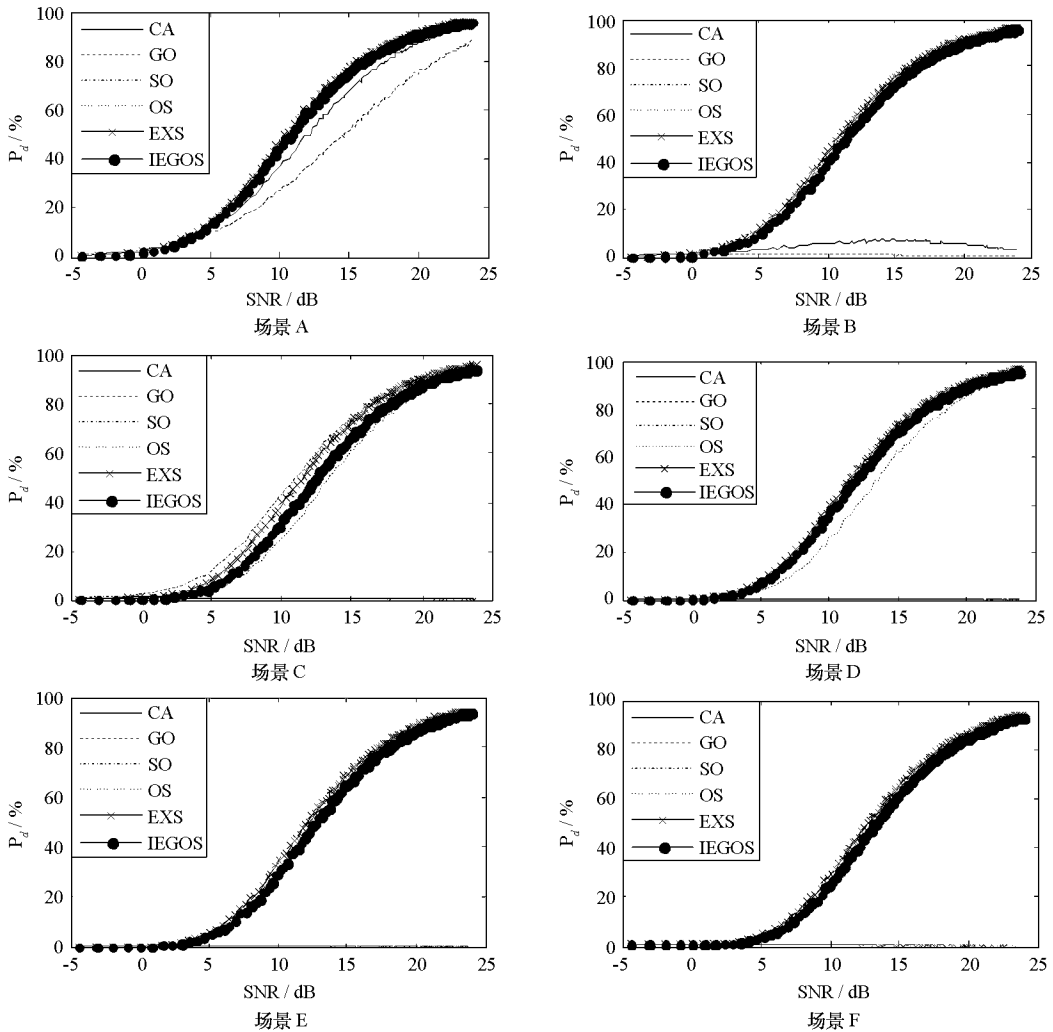 100
80
60
40
20
0
P_d / %
CA
GO
SO
OS
EXS
IEGOS
-5 0 5 10 15 20 25
SNR / dB
场景 A
100
80
60
40
20
0
P_d / %
CA
GO
SO
OS
EXS
IEGOS
-5 0 5 10 15 20 25
SNR / dB
场景 B
100
80
60
40
20
0
P_d / %
CA
GO
SO
OS
EXS
IEGOS
-5 0 5 10 15 20 25
SNR / dB
场景 C
100
80
60
40
20
0
P_d / %
CA
GO
SO
OS
EXS
IEGOS
-5 0 5 10 15 20 25
SNR / dB
场景 D
100
80
60
40
20
0
P_d / %
CA
GO
SO
OS
EXS
IEGOS
-5 0 5 10 15 20 25
SNR / dB
场景 E
100
80
60
40
20
0
P_d / %
CA
GO
SO
OS
EXS
IEGOS
-5 0 5 10 15 20 25
SNR / dB
场景 F